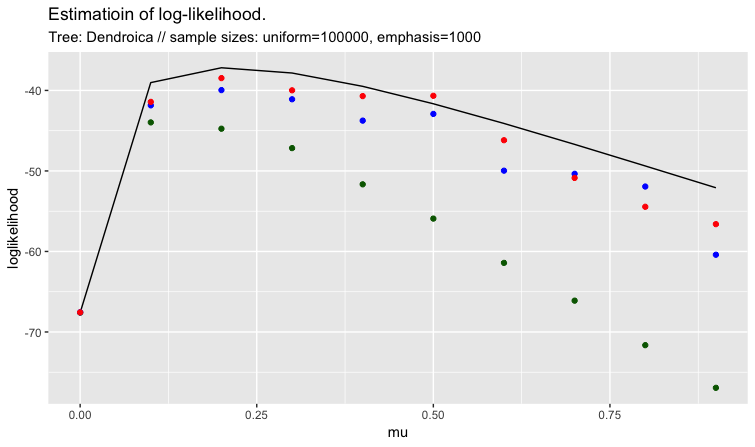 Estimatioin of log-likelihood.
Tree: Dendroica // sample sizes: uniform=100000, emphasis=1000
loglikelihood
-40
-50
-60
-70
0.00 0.25 0.50 0.75
mu